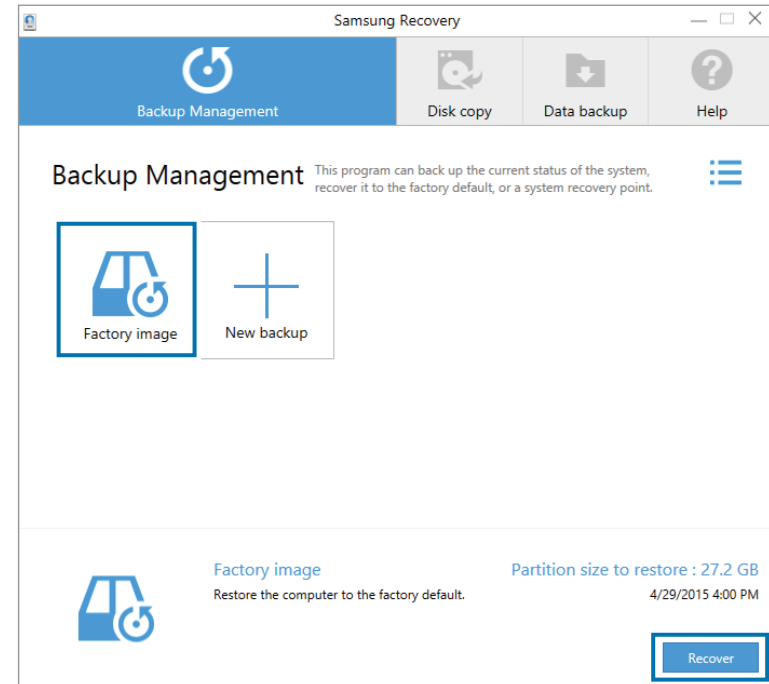 Samsung Recovery
Backup Management
Disk copy
Data backup
Help
Backup Management
This program can back up the current status of the system,
recover it to the factory default, or a system recovery point.
Factory image
New backup
Factory image
Partition size to restore : 27.2 GB
Restore the computer to the factory default.
4/29/2015 4:00 PM
Recover